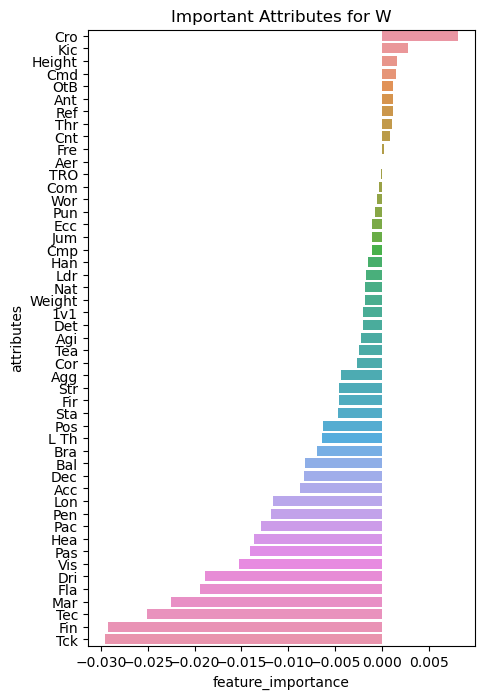 Important Attributes for W
Cro
Kic
Height
Cmd
OtB
Ant
Ref
Thr
Cnt
Fre
Aer
TRO
Com
Wor
Pun
Ecc
Jum
Cmp
Han
Ldr
Nat
Weight
1v1
Det
Agi
Tea
Cor
Agg
Str
Fir
Sta
Pos
L Th
Bra
Bal
Dec
Acc
Lon
Pen
Pac
Hea
Pas
Vis
Dri
Fla
Mar
Tec
Fin
Tck
attributes
−0.030 −0.025 −0.020 −0.015 −0.010 −0.005 0.000 0.005
feature_importance